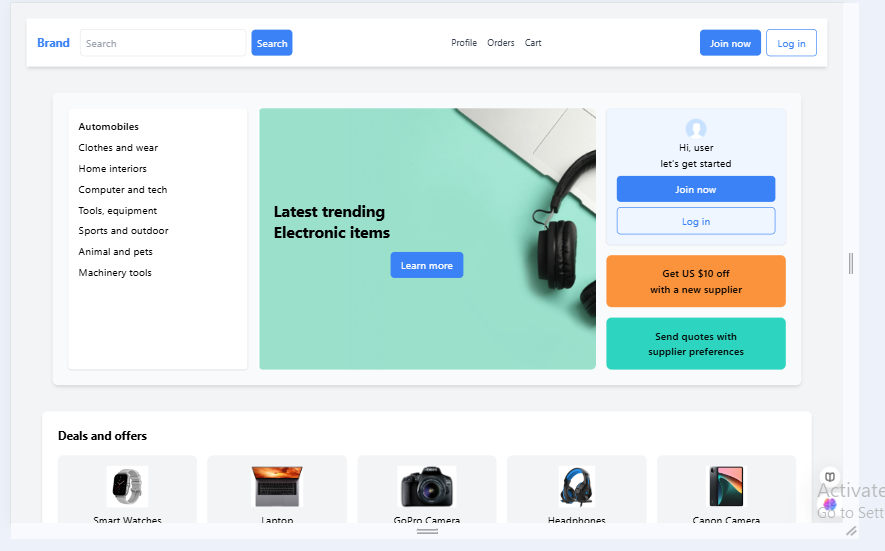 Brand
Search
Search
Profile
Orders
Cart
Join now
Log in
Automobiles
Clothes and wear
Home interiors
Computer and tech
Tools, equipment
Sports and outdoor
Animal and pets
Machinery tools
Latest trending
Electronic items
Learn more
Hi, user
let's get started
Join now
Log in
Get US $10 off
with a new supplier
Send quotes with
supplier preferences
Deals and offers
Smart Watches
Laptop
GoPro Camera
Headphones
Canon Camera
Activate
Go to Sett